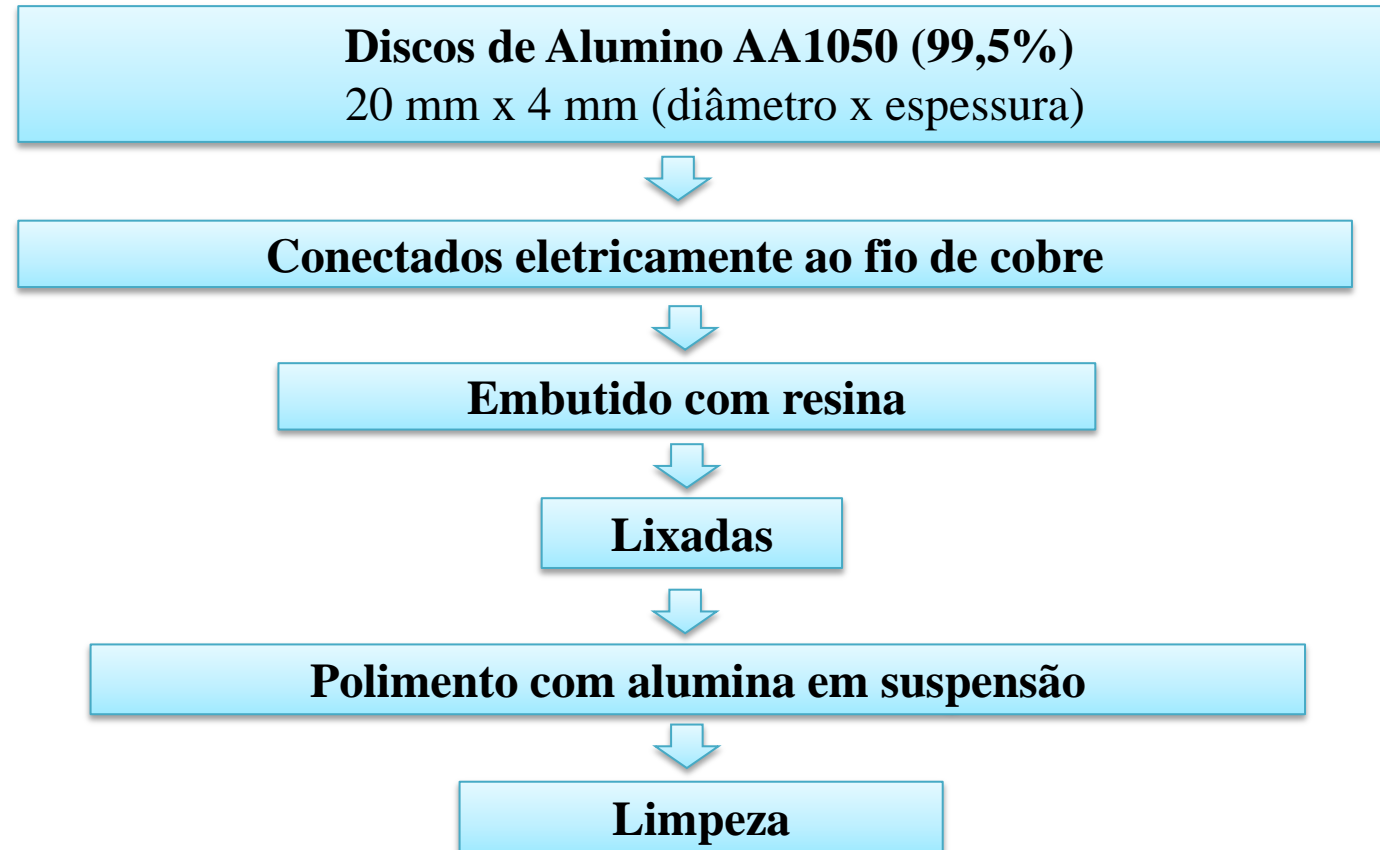 Discos de Alumino AA1050 (99,5%)
20 mm x 4 mm (diâmetro x espessura)
Conectados eletricamente ao fio de cobre
Embutido com resina
Lixadas
Polimento com alumina em suspensão
Limpeza